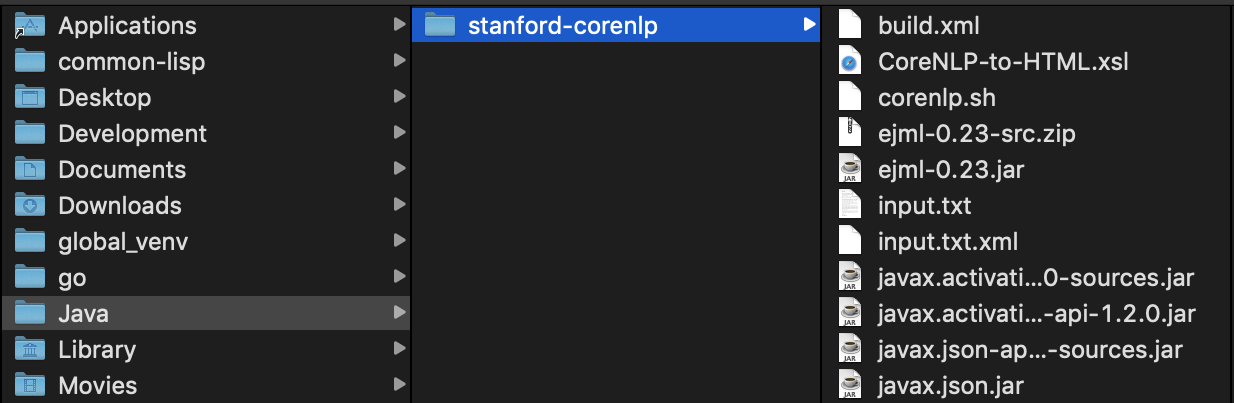 Applications
common-lisp
Desktop
Development
Documents
Downloads
global_venv
go
Java
Library
Movies
stanford-corenlp
build.xml
CoreNLP-to-HTML.xsl
corenlp.sh
ejml-0.23-src.zip
ejml-0.23.jar
input.txt
input.txt.xml
javax.activati...0-sources.jar
javax.activati...-api-1.2.0.jar
javax.json-ap...-sources.jar
javax.json.jar
JAR
JAR
JAR
JAR
JAR